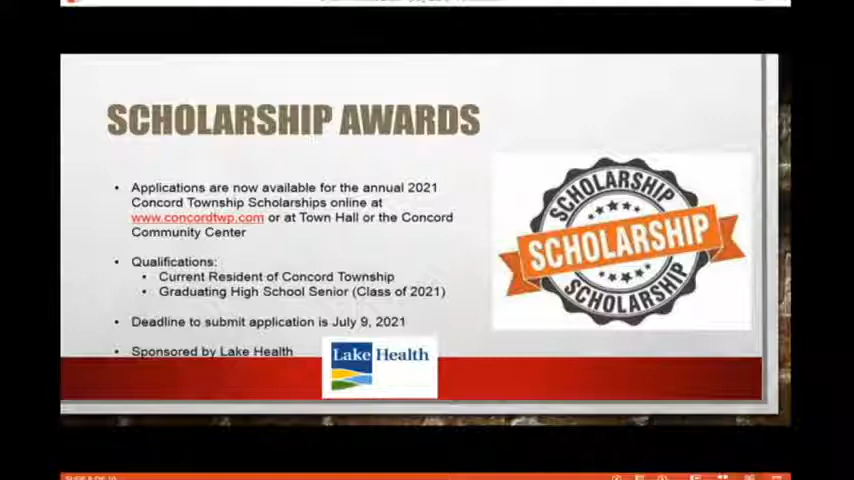 SCHOLARSHIP AWARDS
• Applications are now available for the annual 2021
Concord Township Scholarships online at
www.concordtwp.com or at Town Hall or the Concord
Community Center
• Qualifications:
• Current Resident of Concord Township
• Graduating High School Senior (Class of 2021)
• Deadline to submit application is July 9, 2021
• Sponsored by Lake Health
Lake Health
SCHOLARSHIP
SCHOLARSHIP
SCHOLARSHIP